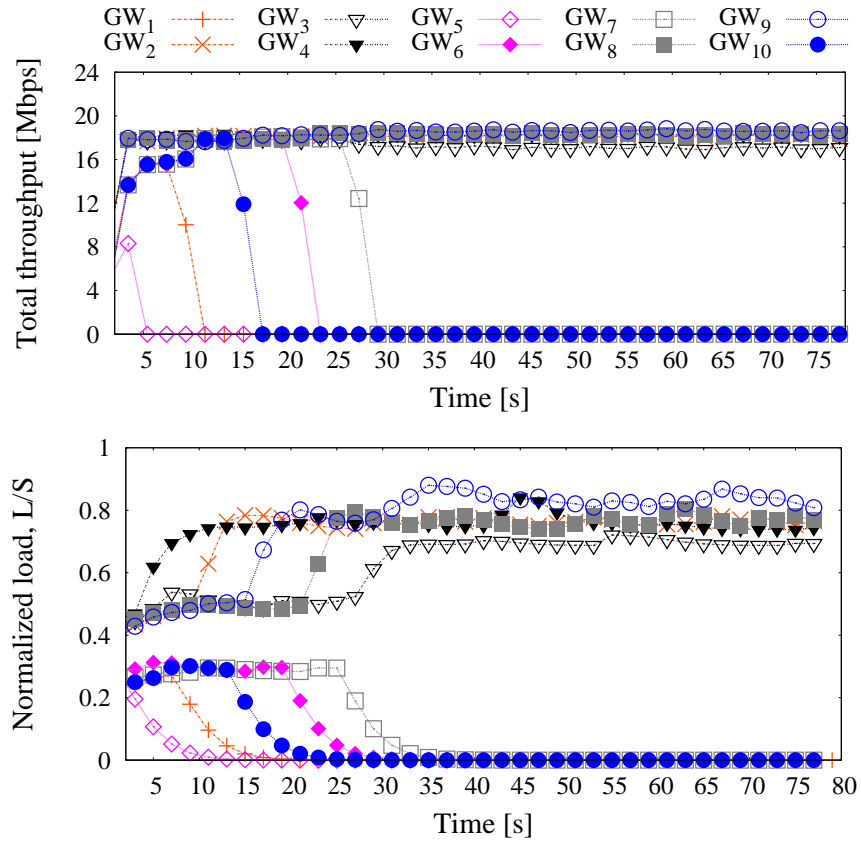 GW1 GW3 GW5 GW7 GW9
GW2 GW4 GW6 GW8 GW10
Total throughput [Mbps]
24
20
16
12
8
4
0
5 10 15 20 25 30 35 40 45 50 55 60 65 70 75
Time [s]
Normalized load, L/S
1
0.8
0.6
0.4
0.2
0
5 10 15 20 25 30 35 40 45 50 55 60 65 70 75 80
Time [s]